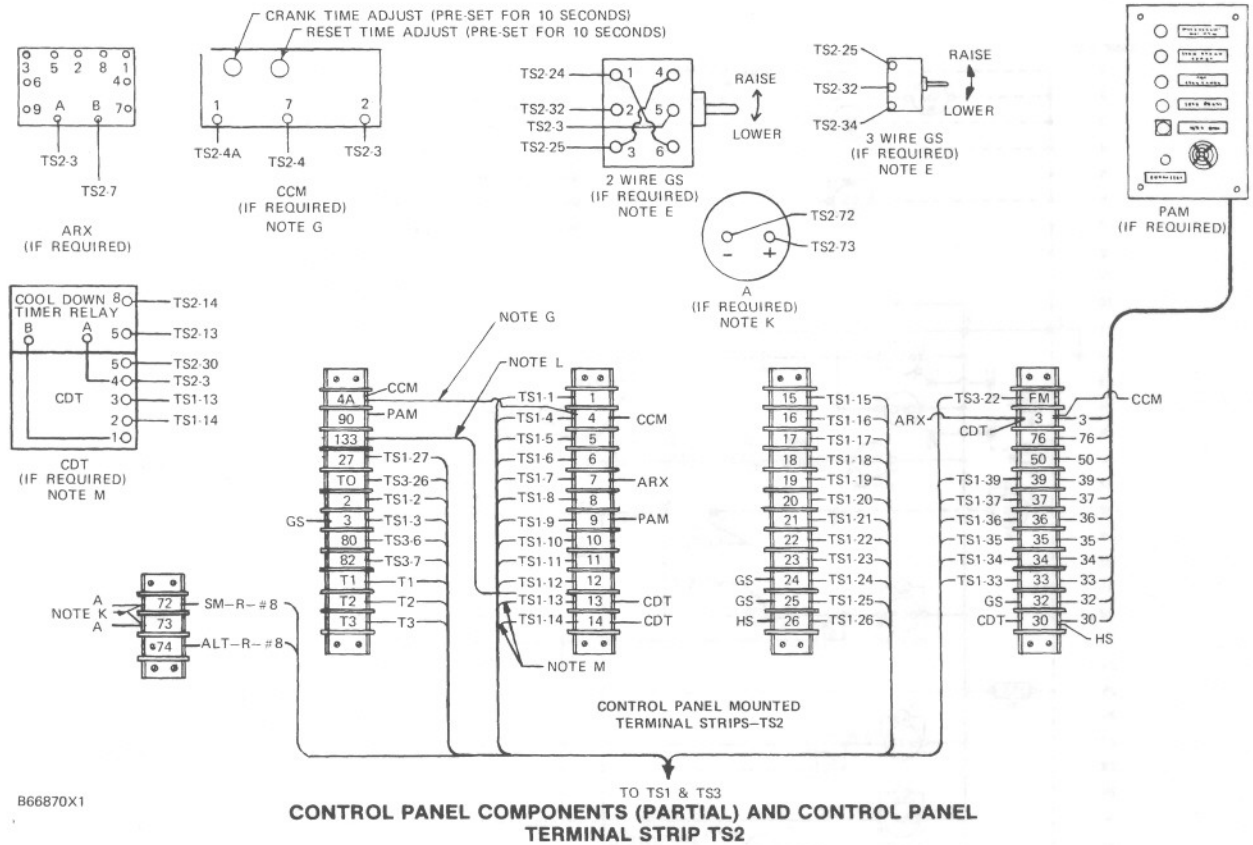 CRANK TIME ADJUST (PRE-SET FOR 10 SECONDS)
RESET TIME ADJUST (PRE-SET FOR 10 SECONDS)
3 5 2 8 1
6 4
9 A B 7
TS2-3
TS2-7
ARX
(IF REQUIRED)
1 7 2
TS2-4A
TS2-4
TS2-3
CCM
(IF REQUIRED)
NOTE G
TS2-24
TS2-32
TS2-3
TS2-25
1 4
2 5
3 6
RAISE
LOWER
2 WIRE GS
(IF REQUIRED)
NOTE E
TS2-25
TS2-32
TS2-34
RAISE
LOWER
3 WIRE GS
(IF REQUIRED)
NOTE E
PAM
(IF REQUIRED)
TS2-72
TS2-73
- +
A
(IF REQUIRED)
NOTE K
COOL DOWN
TIMER RELAY
B A
8 TS2-14
5 TS2-13
5 TS2-30
4 TS2-3
CDT
3 TS1-13
2 TS1-14
1
CDT
(IF REQUIRED)
NOTE M
NOTE G
NOTE L
4A CCM
90 PAM
133
27 TS1-27
TO TS3-26
2 TS1-2
GS 3 TS1-3
80 TS3-6
82 TS3-7
T1 T1
T2 T2
T3 T3
TS1-1 1
TS1-4 4 CCM
TS1-5 5
TS1-6 6
TS1-7 7 ARX
TS1-8 8
TS1-9 9 PAM
TS1-10 10
TS1-11 11
TS1-12 12
TS1-13 13 CDT
TS1-14 14 CDT
NOTE M
15 TS1-15
16 TS1-16
17 TS1-17
18 TS1-18
19 TS1-19
20 TS1-20
21 TS1-21
22 TS1-22
23 TS1-23
GS 24 TS1-24
GS 25 TS1-25
HS 26 TS1-26
TS3-22 FM CCM
ARX CDT 3 3
76 76
50 50
TS1-39 39 39
TS1-37 37 37
TS1-36 36 36
TS1-35 35 35
TS1-34 34 34
TS1-33 33 33
GS 32 32
CDT 30 30
HS
A
NOTE K
A
72 SM-R-#8
73
74 ALT-R-#8
CONTROL PANEL MOUNTED
TERMINAL STRIPS-TS2
TO TS1 & TS3
B66870X1
CONTROL PANEL COMPONENTS (PARTIAL) AND CONTROL PANEL
TERMINAL STRIP TS2